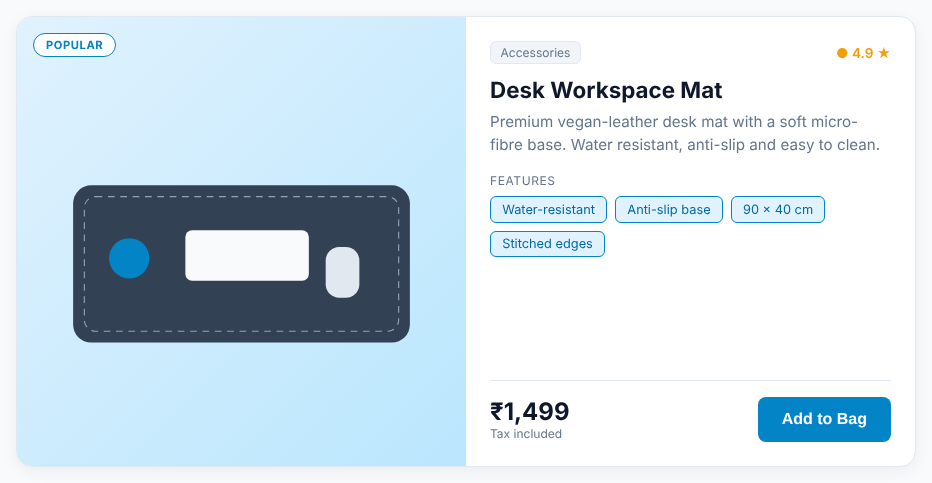 POPULAR
Accessories
4.9 ★
Desk Workspace Mat
Premium vegan-leather desk mat with a soft micro-
fibre base. Water resistant, anti-slip and easy to clean.
FEATURES
Water-resistant
Anti-slip base
90 × 40 cm
Stitched edges
₹1,499
Tax included
Add to Bag